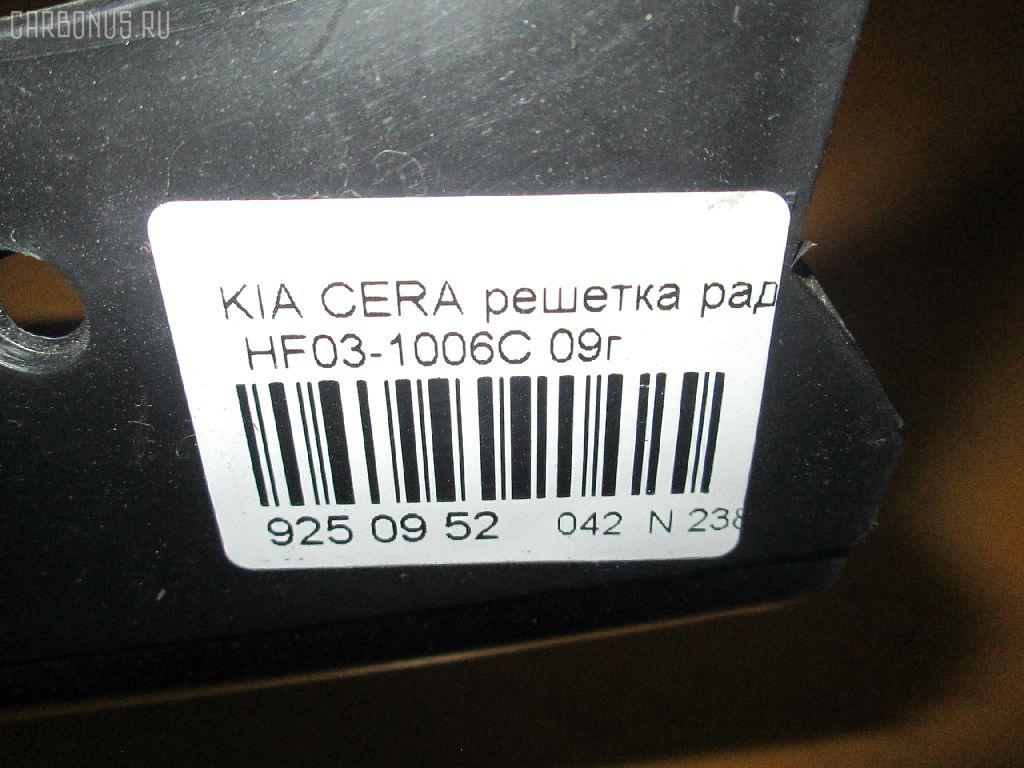 CARBONUS.RU
KIA CERA решетка рад
HF03-1006C 09г
925 09 52 042 N 238